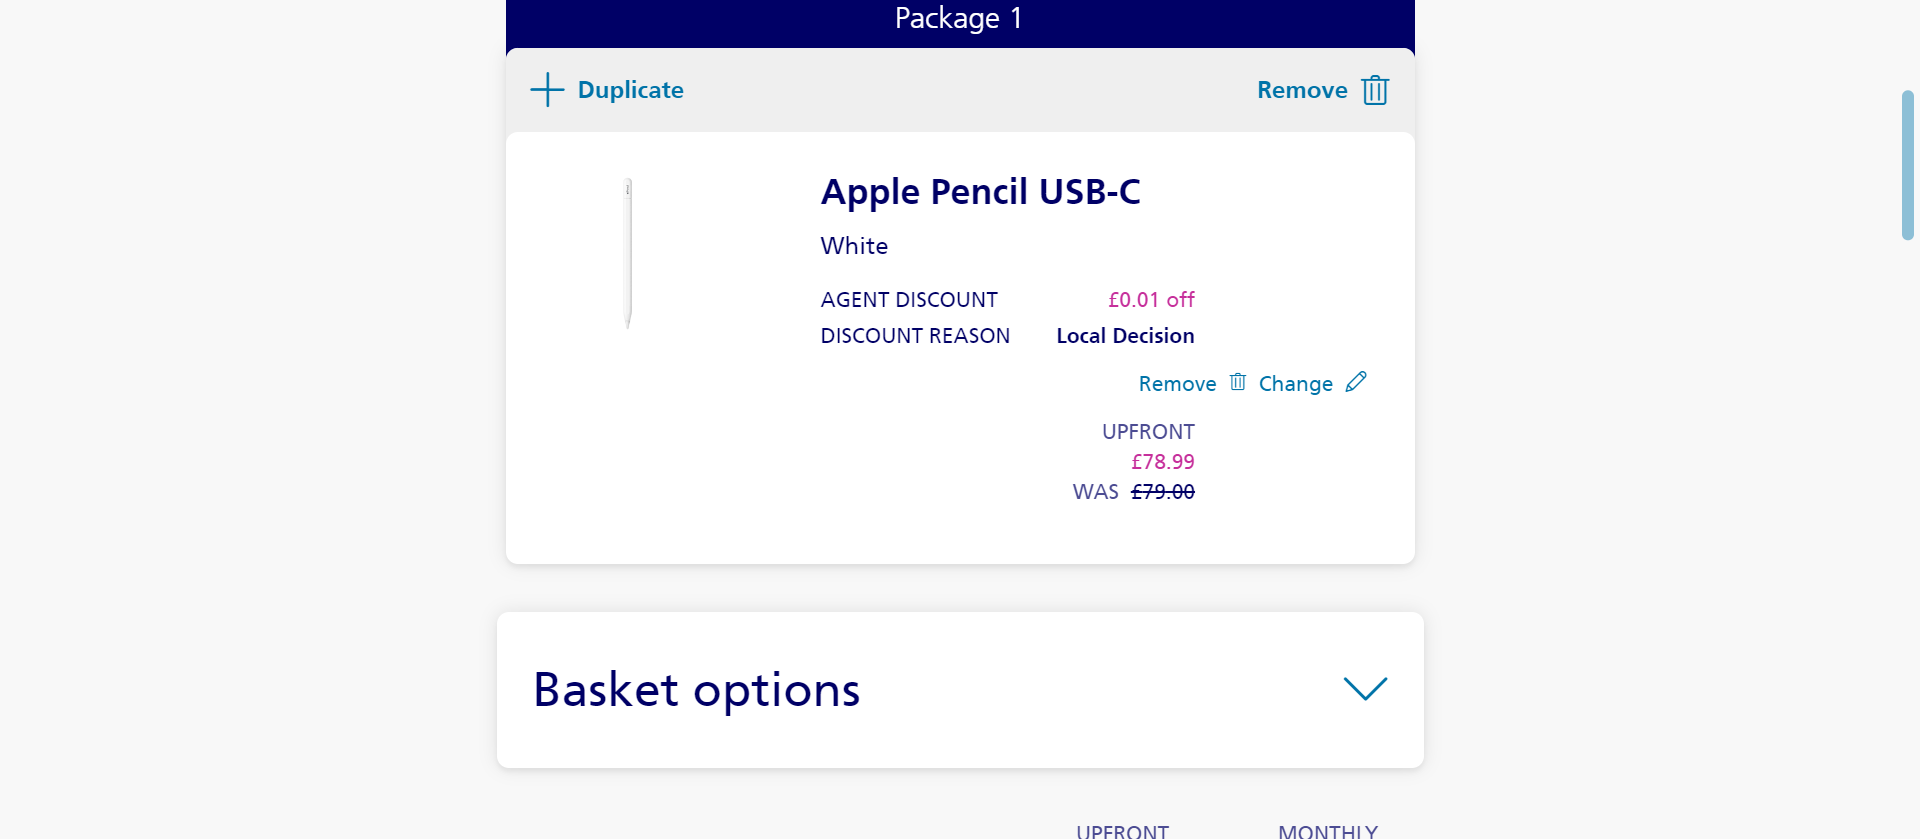 Package 1
Duplicate
Remove
Apple Pencil USB-C
White
AGENT DISCOUNT £0.01 off
DISCOUNT REASON Local Decision
Remove Change
UPFRONT
£78.99
WAS £79.00
Basket options
UPFRONT MONTHLY